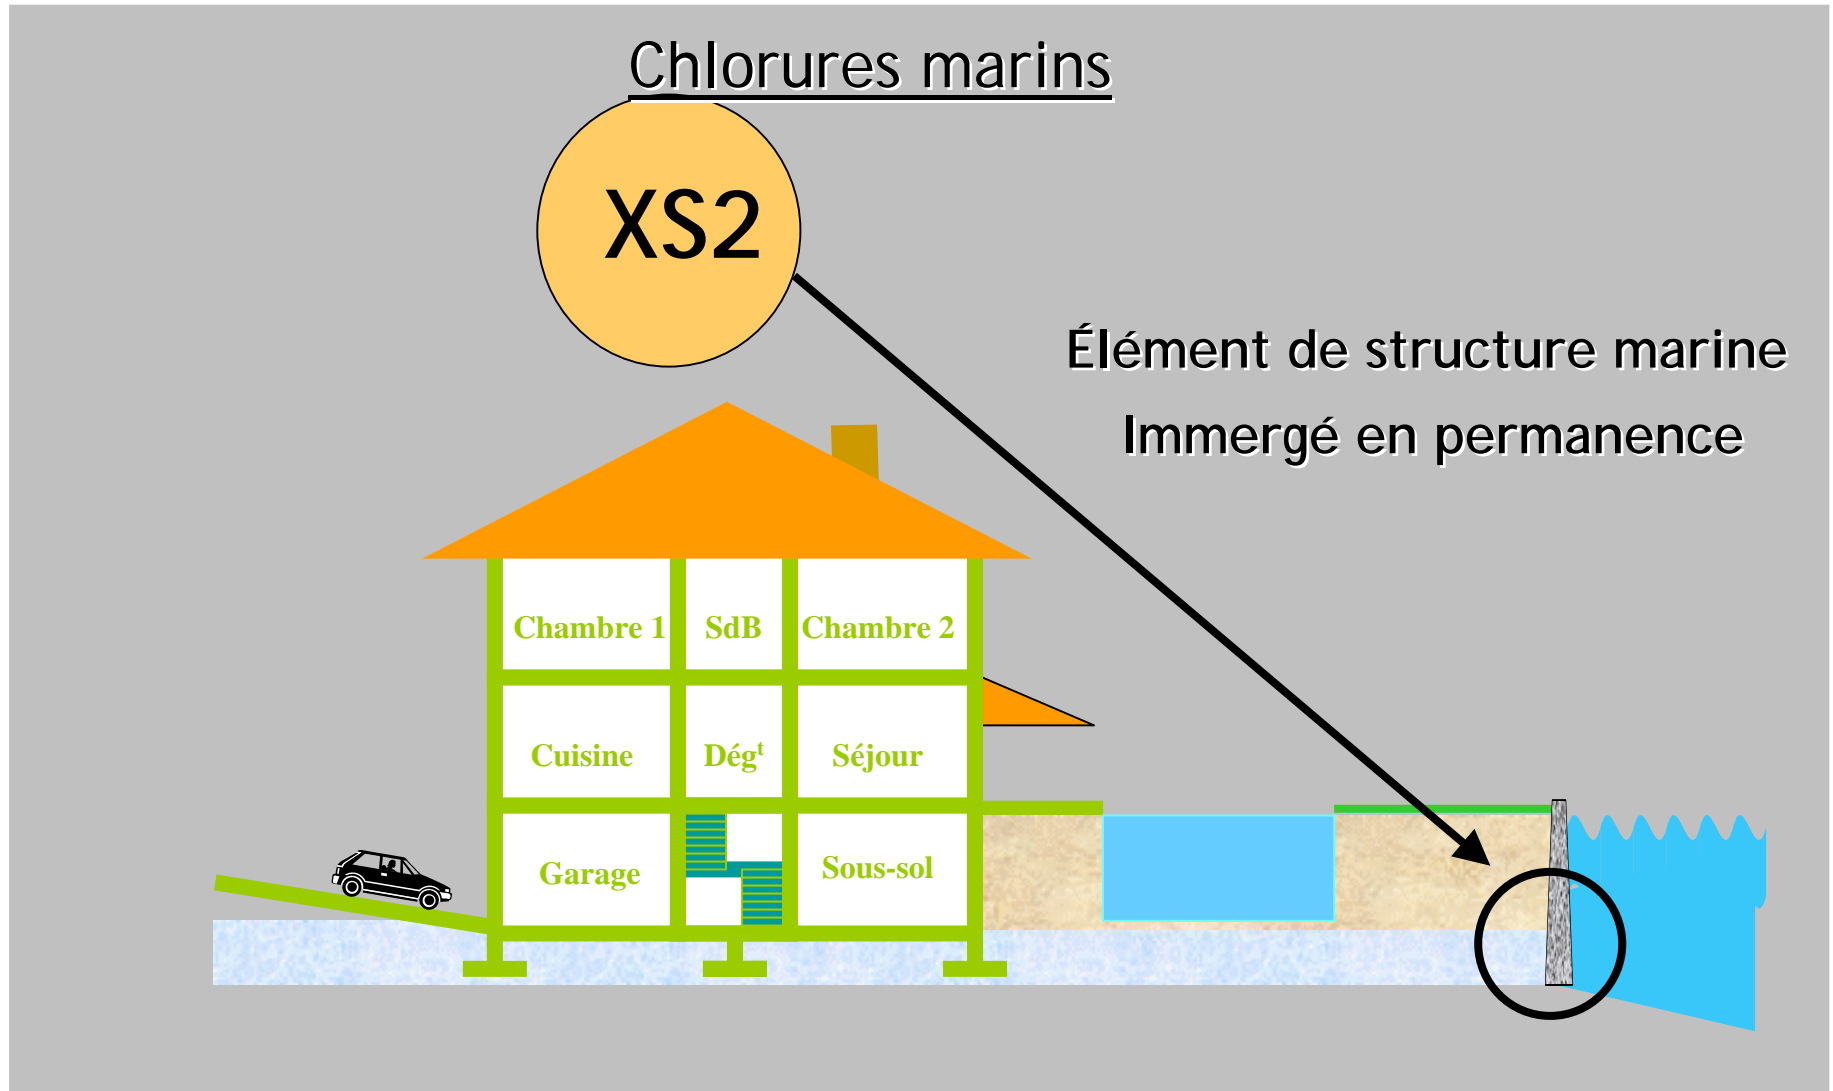 Chlorures marins
XS2
Élément de structure marine
Immergé en permanence
Chambre 1 SdB Chambre 2
Cuisine Dégᵗ Séjour
Garage Sous-sol